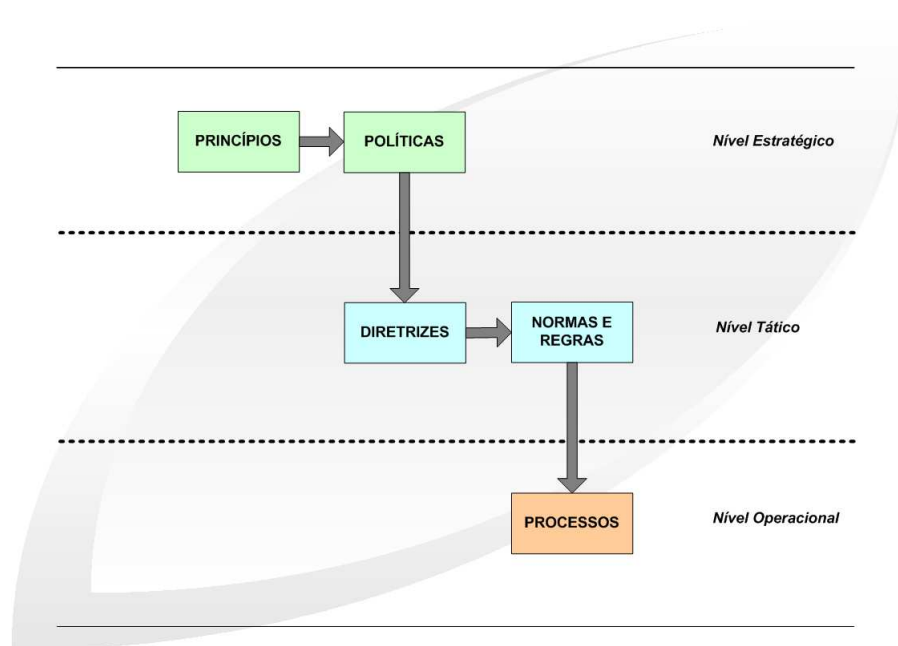 PRINCÍPIOS
POLÍTICAS
Nível Estratégico
DIRETRIZES
NORMAS E
REGRAS
Nível Tático
PROCESSOS
Nível Operacional